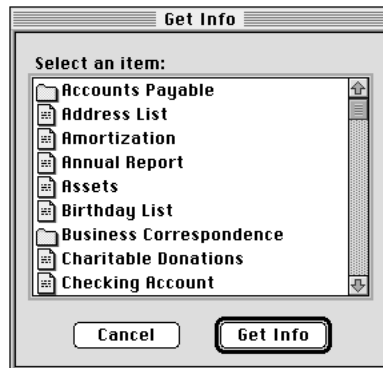 Get Info
Select an item:
Accounts Payable
Address List
Amortization
Annual Report
Assets
Birthday List
Business Correspondence
Charitable Donations
Checking Account
Cancel
Get Info